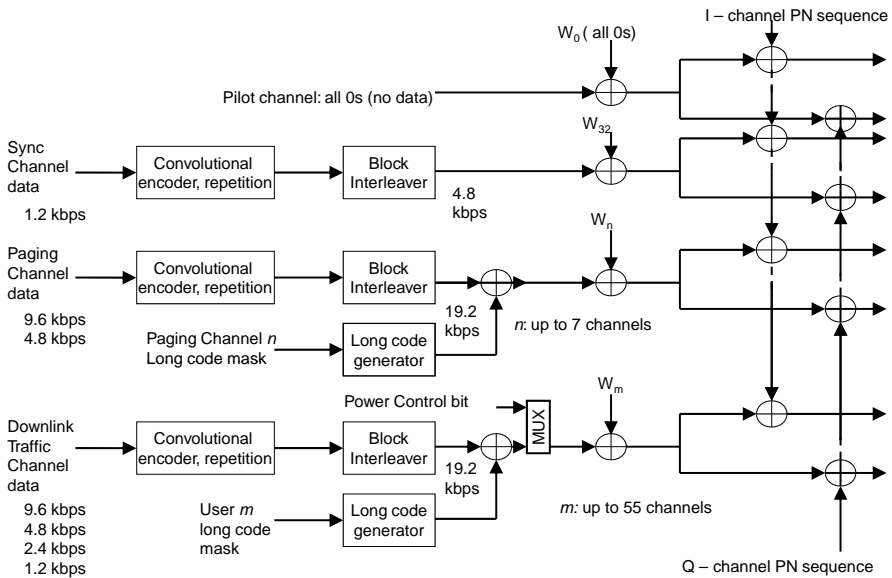 I – channel PN sequence
W0 ( all 0s)
Pilot channel: all 0s (no data)
Sync
Channel
data
1.2 kbps
Convolutional
encoder, repetition
Block
Interleaver
4.8
kbps
W32
Paging
Channel
data
9.6 kbps
4.8 kbps
Convolutional
encoder, repetition
Block
Interleaver
19.2
kbps
Wn
n: up to 7 channels
Paging Channel n
Long code mask
Long code
generator
Power Control bit
MUX
Wm
Downlink
Traffic
Channel
data
9.6 kbps
4.8 kbps
2.4 kbps
1.2 kbps
Convolutional
encoder, repetition
Block
Interleaver
19.2
kbps
User m
long code
mask
Long code
generator
m: up to 55 channels
Q – channel PN sequence